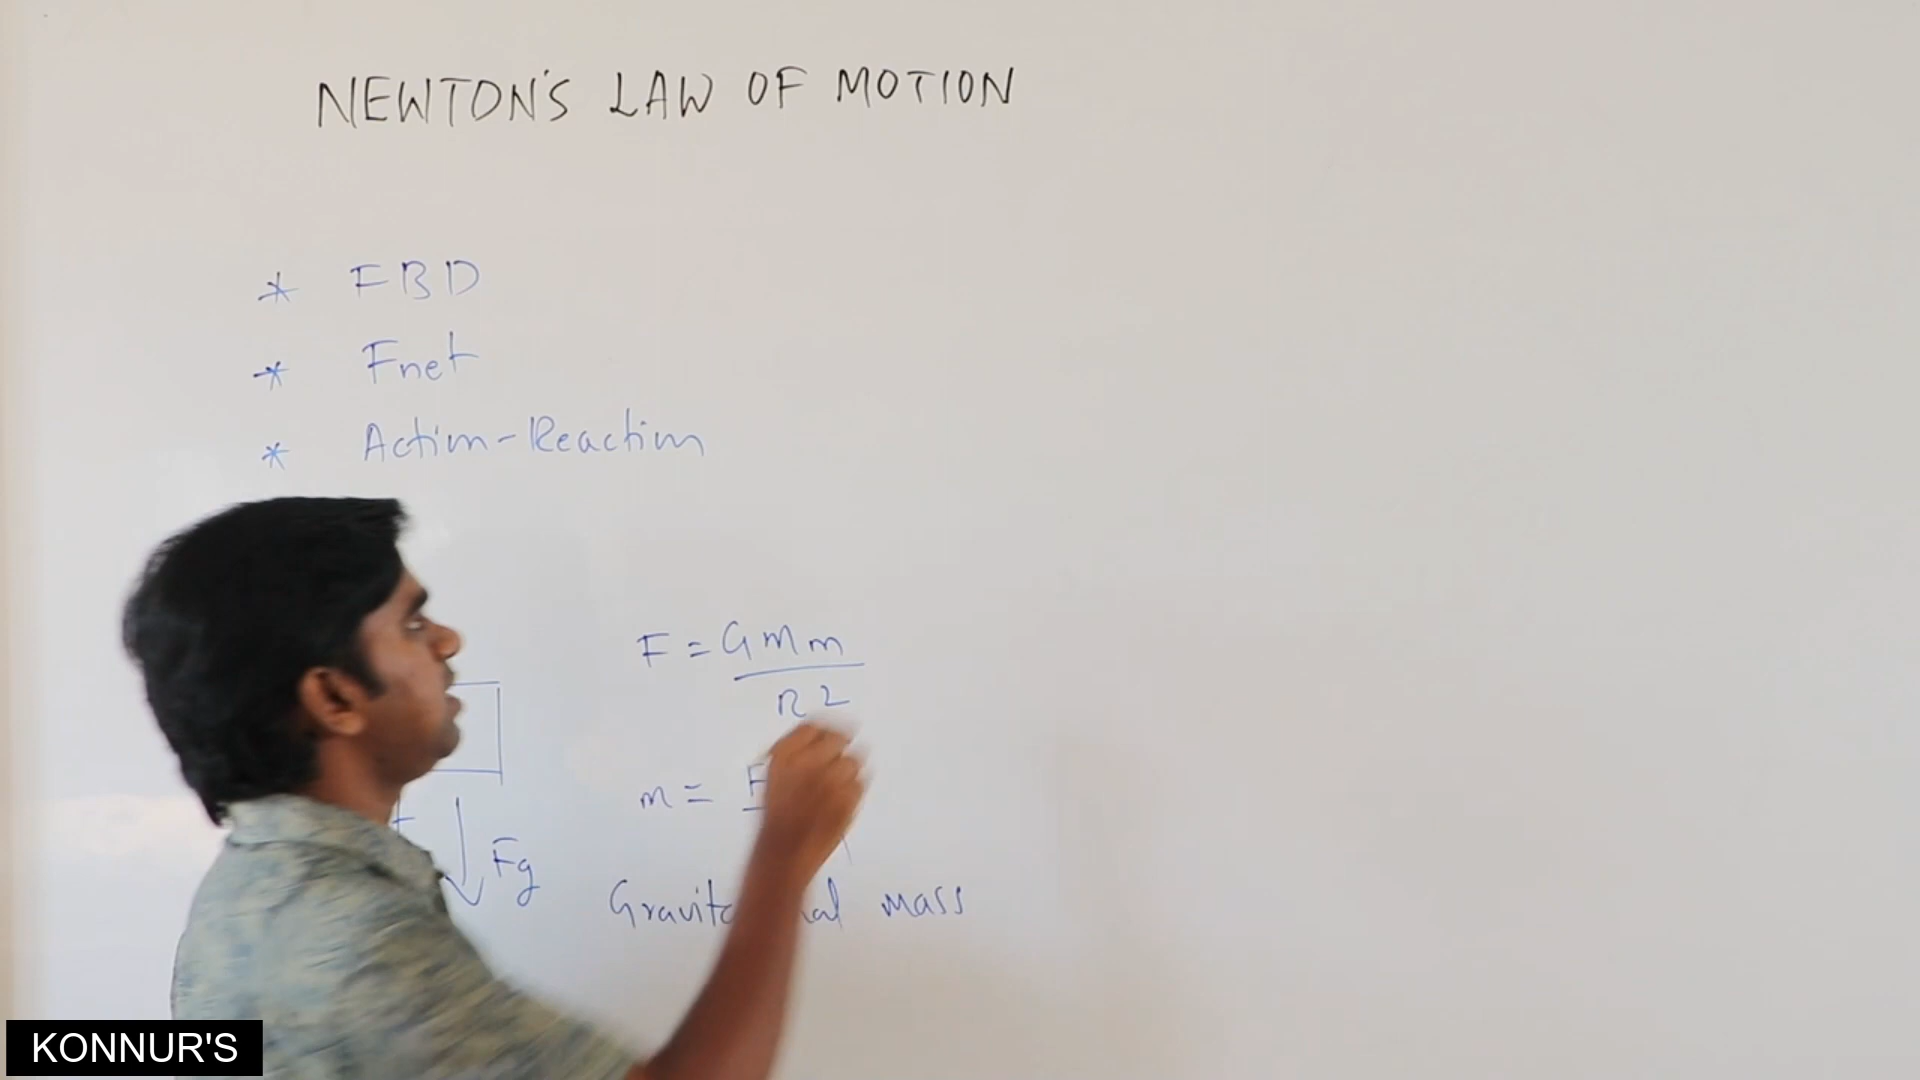 NEWTON'S LAW OF MOTION
* FBD
* Fnet
* Action-Reaction
F = GMm
R2
m = F
Fg
mass
KONNUR'S